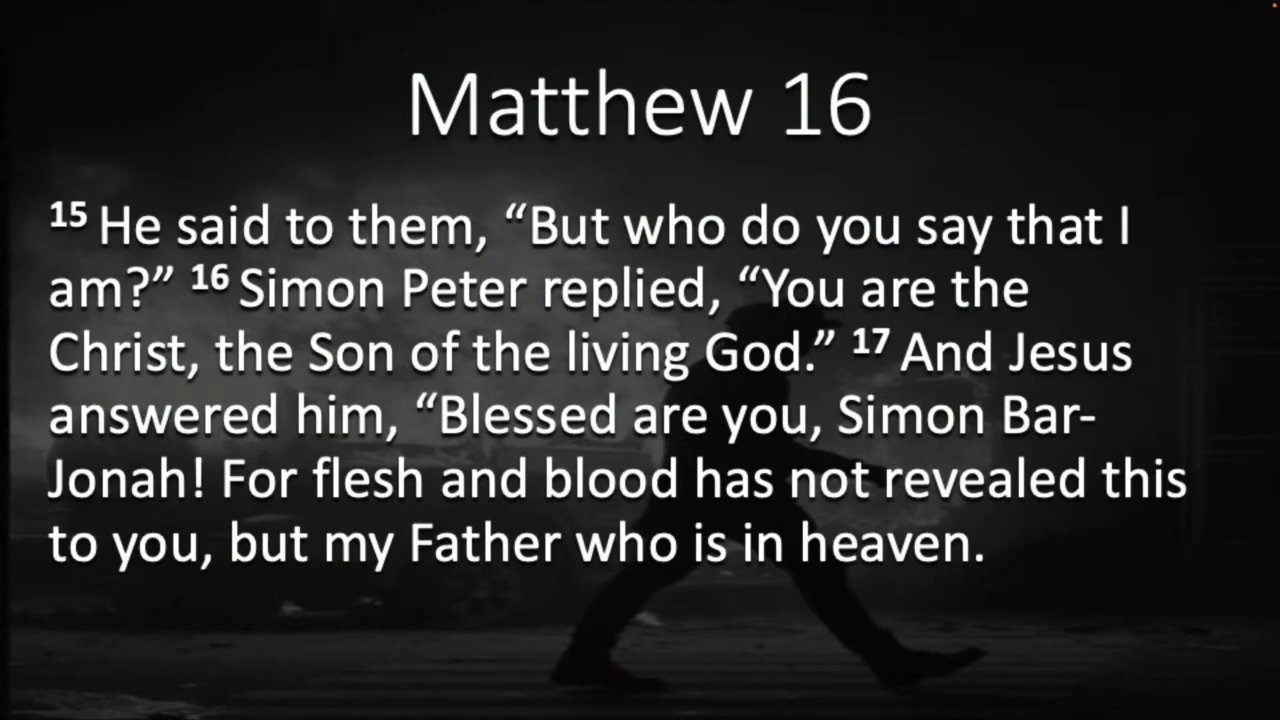 Matthew 16
15 He said to them, “But who do you say that I
am?” 16 Simon Peter replied, “You are the
Christ, the Son of the living God.” 17 And Jesus
answered him, “Blessed are you, Simon Bar-
Jonah! For flesh and blood has not revealed this
to you, but my Father who is in heaven.